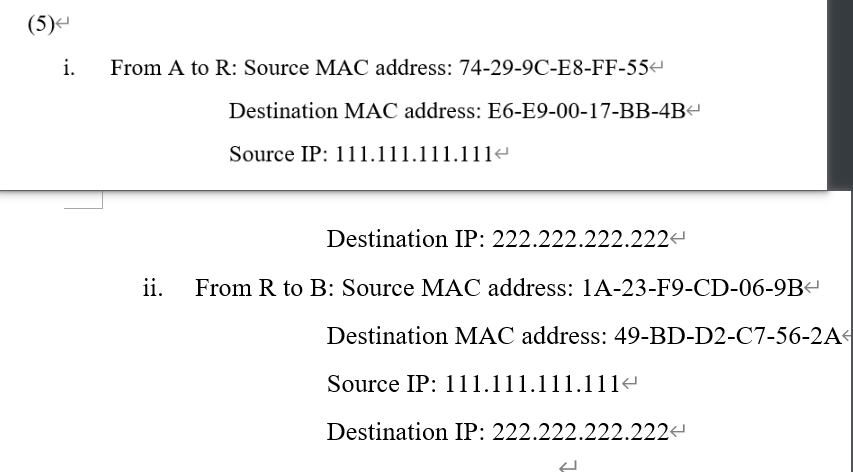 (5)
i. From A to R: Source MAC address: 74-29-9C-E8-FF-55
Destination MAC address: E6-E9-00-17-BB-4B
Source IP: 111.111.111.111
Destination IP: 222.222.222.222
ii. From R to B: Source MAC address: 1A-23-F9-CD-06-9B
Destination MAC address: 49-BD-D2-C7-56-2A
Source IP: 111.111.111.111
Destination IP: 222.222.222.222